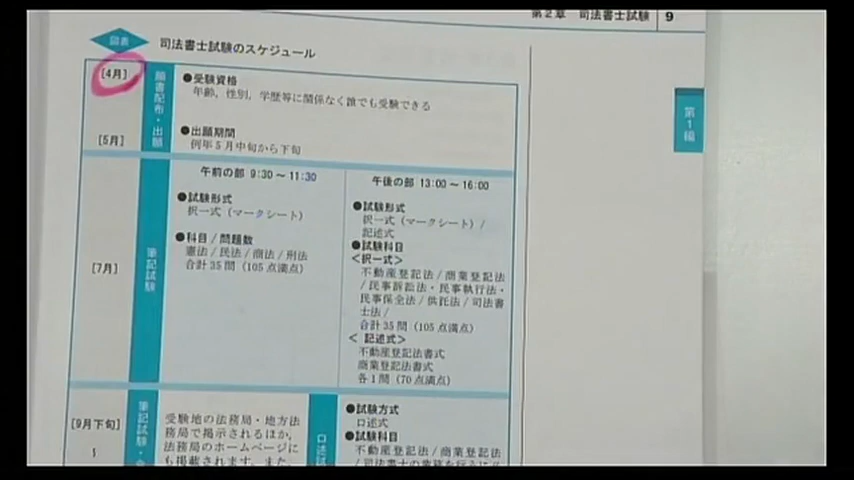 第2章 司法書士試験 9
図表 司法書士試験のスケジュール
[4月]
[5月]
願書配布・出願
●受験資格
年齢，性別，学歴等に関係なく誰でも受験できる
●出願期間
例年5月中旬から下旬
第1編
[7月]
筆記試験
午前の部 9:30～11:30
●試験形式
択一式（マークシート）
●科目/問題数
憲法/民法/商法/刑法
合計35問（105点満点）
午後の部 13:00～16:00
●試験形式
択一式（マークシート）/
記述式
●試験科目
＜択一式＞
不動産登記法/商業登記法
/民事訴訟法・民事執行法・
民事保全法/供託法/司法書
士法/
合計35問（105点満点）
＜記述式＞
不動産登記法書式
商業登記法書式
各1問（70点満点）
[9月下旬]
筆記試験・
受験地の法務局・地方法
務局で掲示されるほか，
法務局のホームページに
も掲載されます。また，
口述試
●試験方式
口述式
●試験科目
不動産登記法/商業登記法